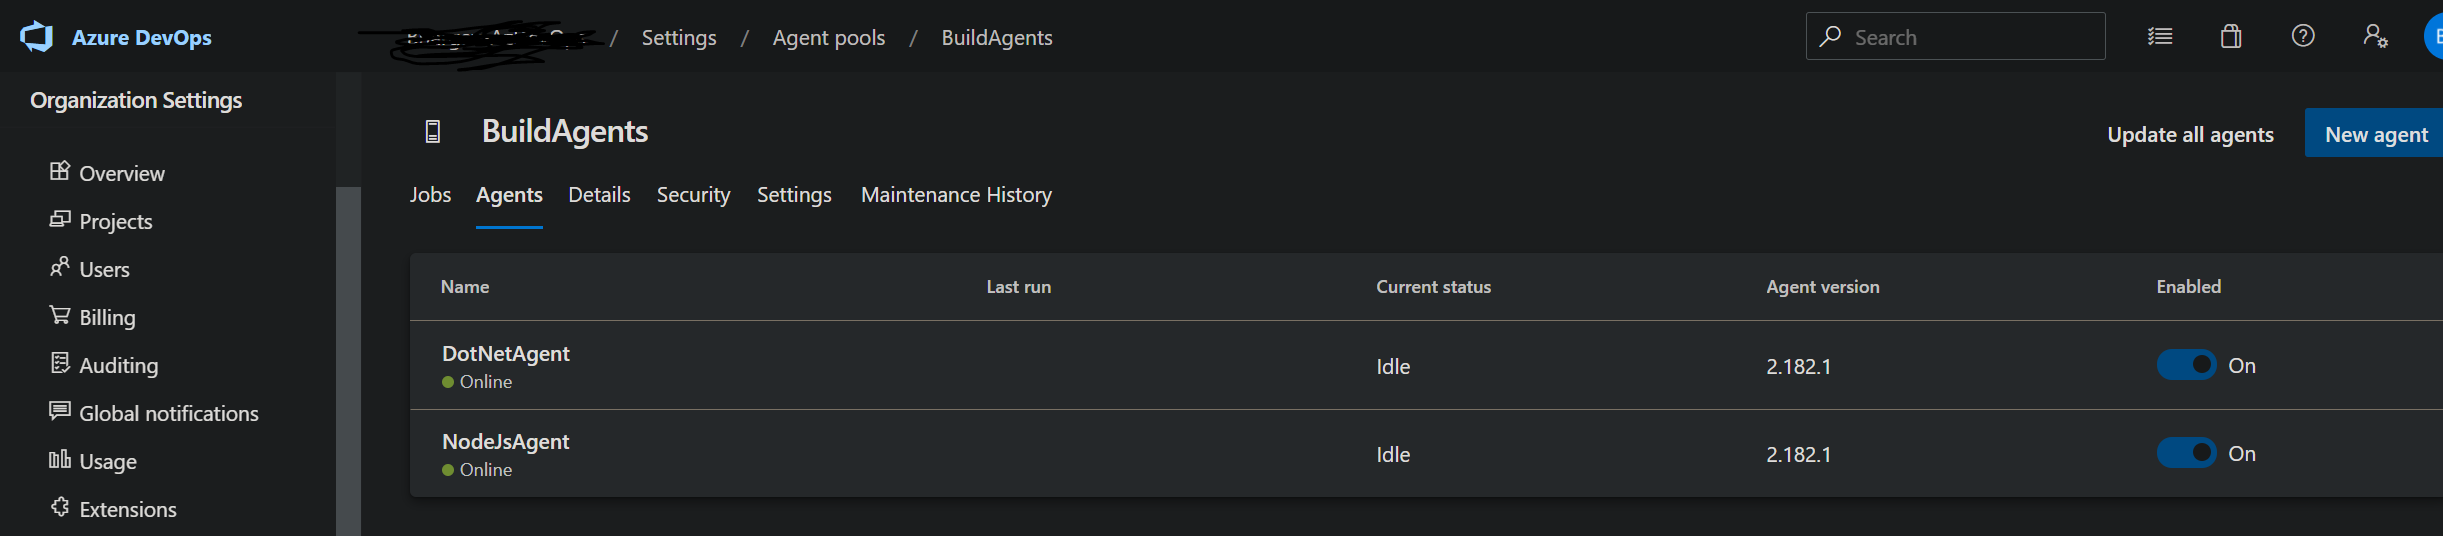 Azure DevOps / Settings / Agent pools / BuildAgents Search
Organization Settings
Overview
Projects
Users
Billing
Auditing
Global notifications
Usage
Extensions
BuildAgents
Update all agents New agent
Jobs Agents Details Security Settings Maintenance History
Name Last run Current status Agent version Enabled
DotNetAgent
Online
Idle 2.182.1 On
NodeJsAgent
Online
Idle 2.182.1 On